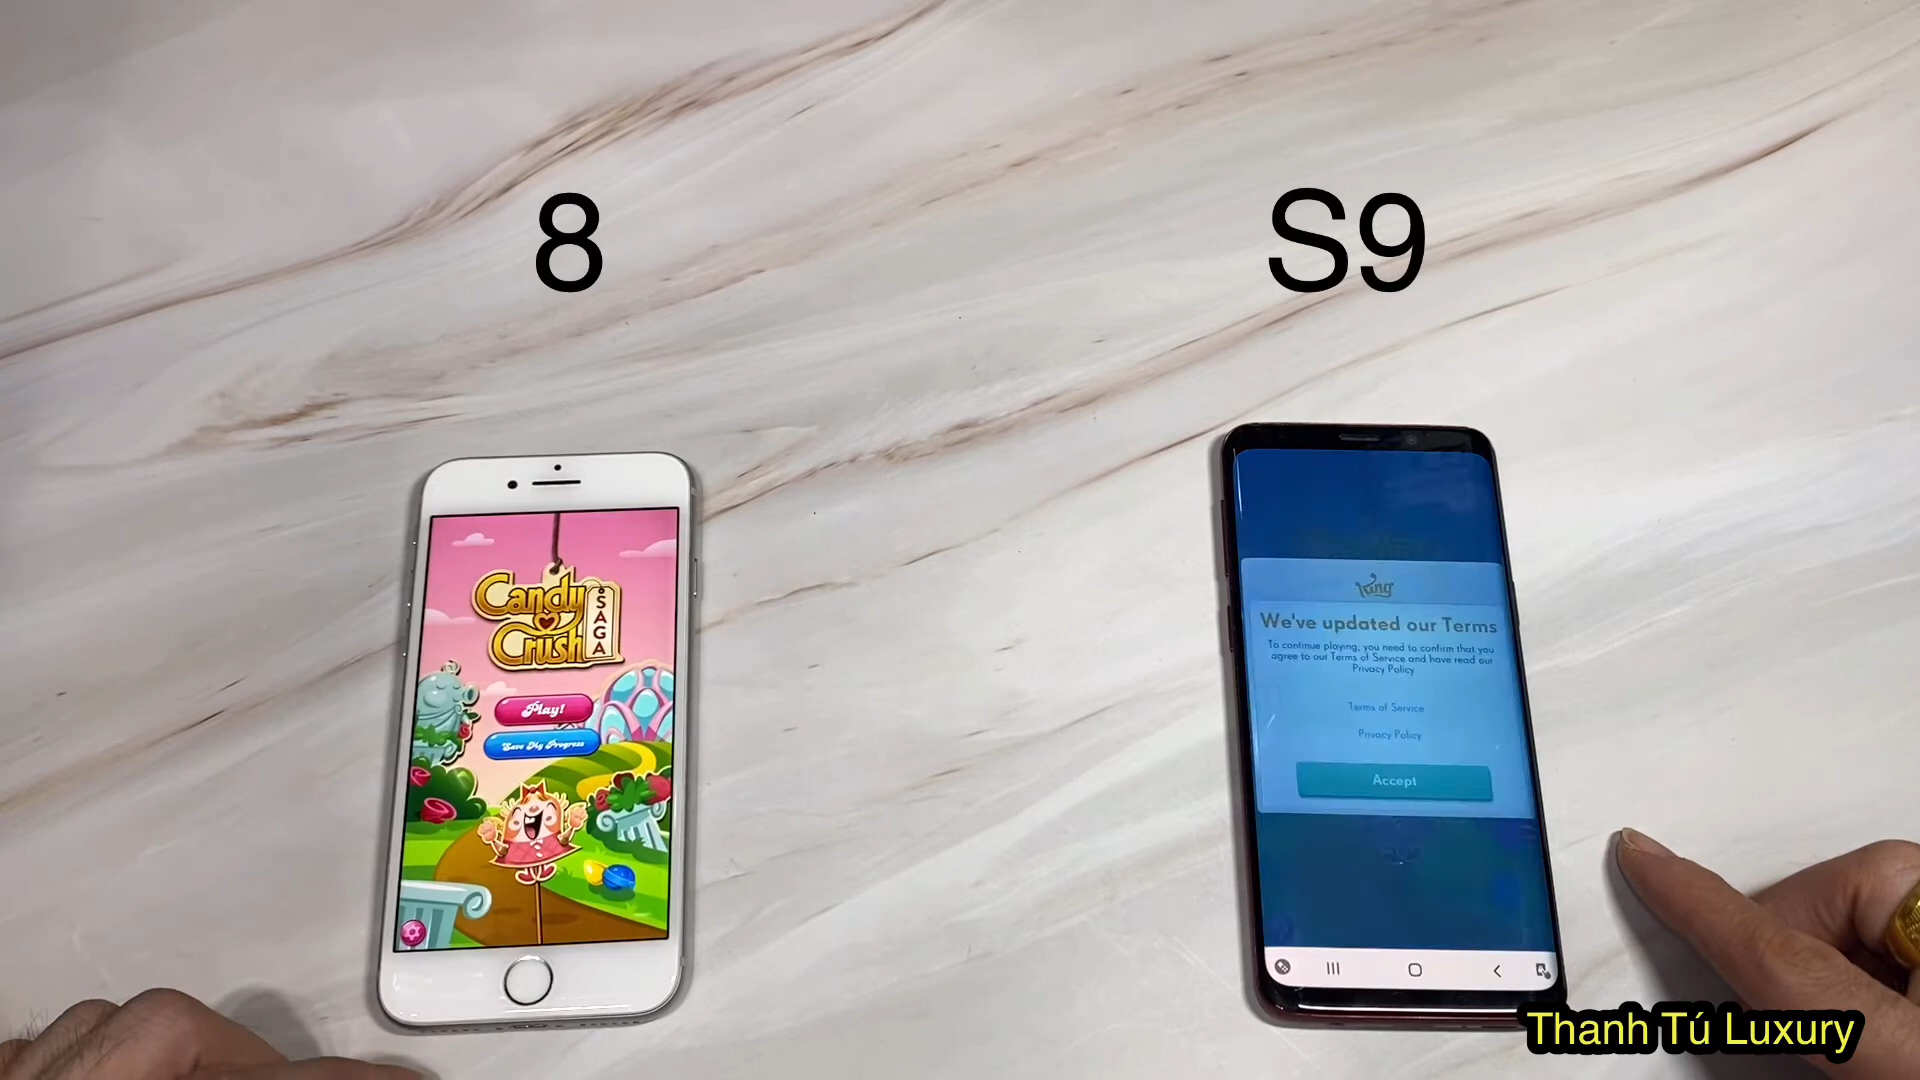 8
S9
Candy
Crush
SAGA
Play!
Save My Progress
King
We've updated our Terms
To continue playing, you need to confirm that you
agree to our Terms of Service and have read our
Privacy Policy
Terms of Service
Privacy Policy
Accept
Thanh Tú Luxury